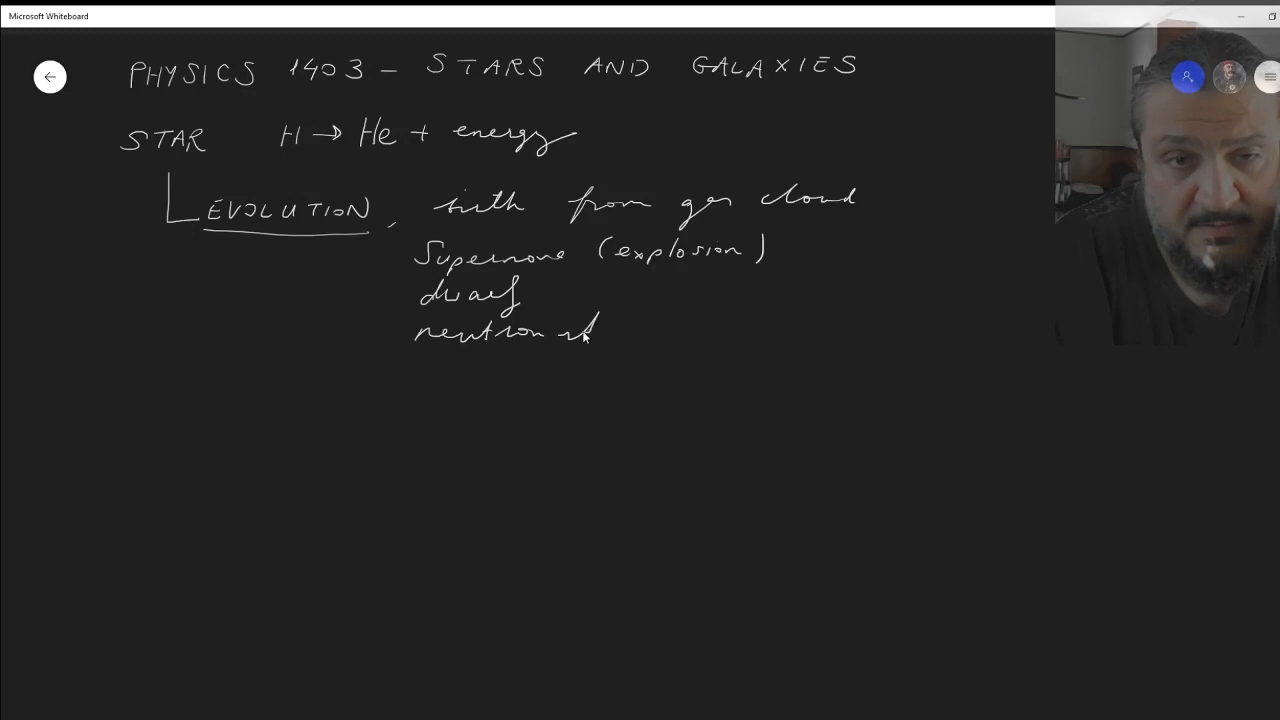 Microsoft Whiteboard
PHYSICS 1403 - STARS AND GALAXIES
STAR H → He + energy
EVOLUTION, birth from gas cloud
Supernova (explosion)
dwarf
neutron st